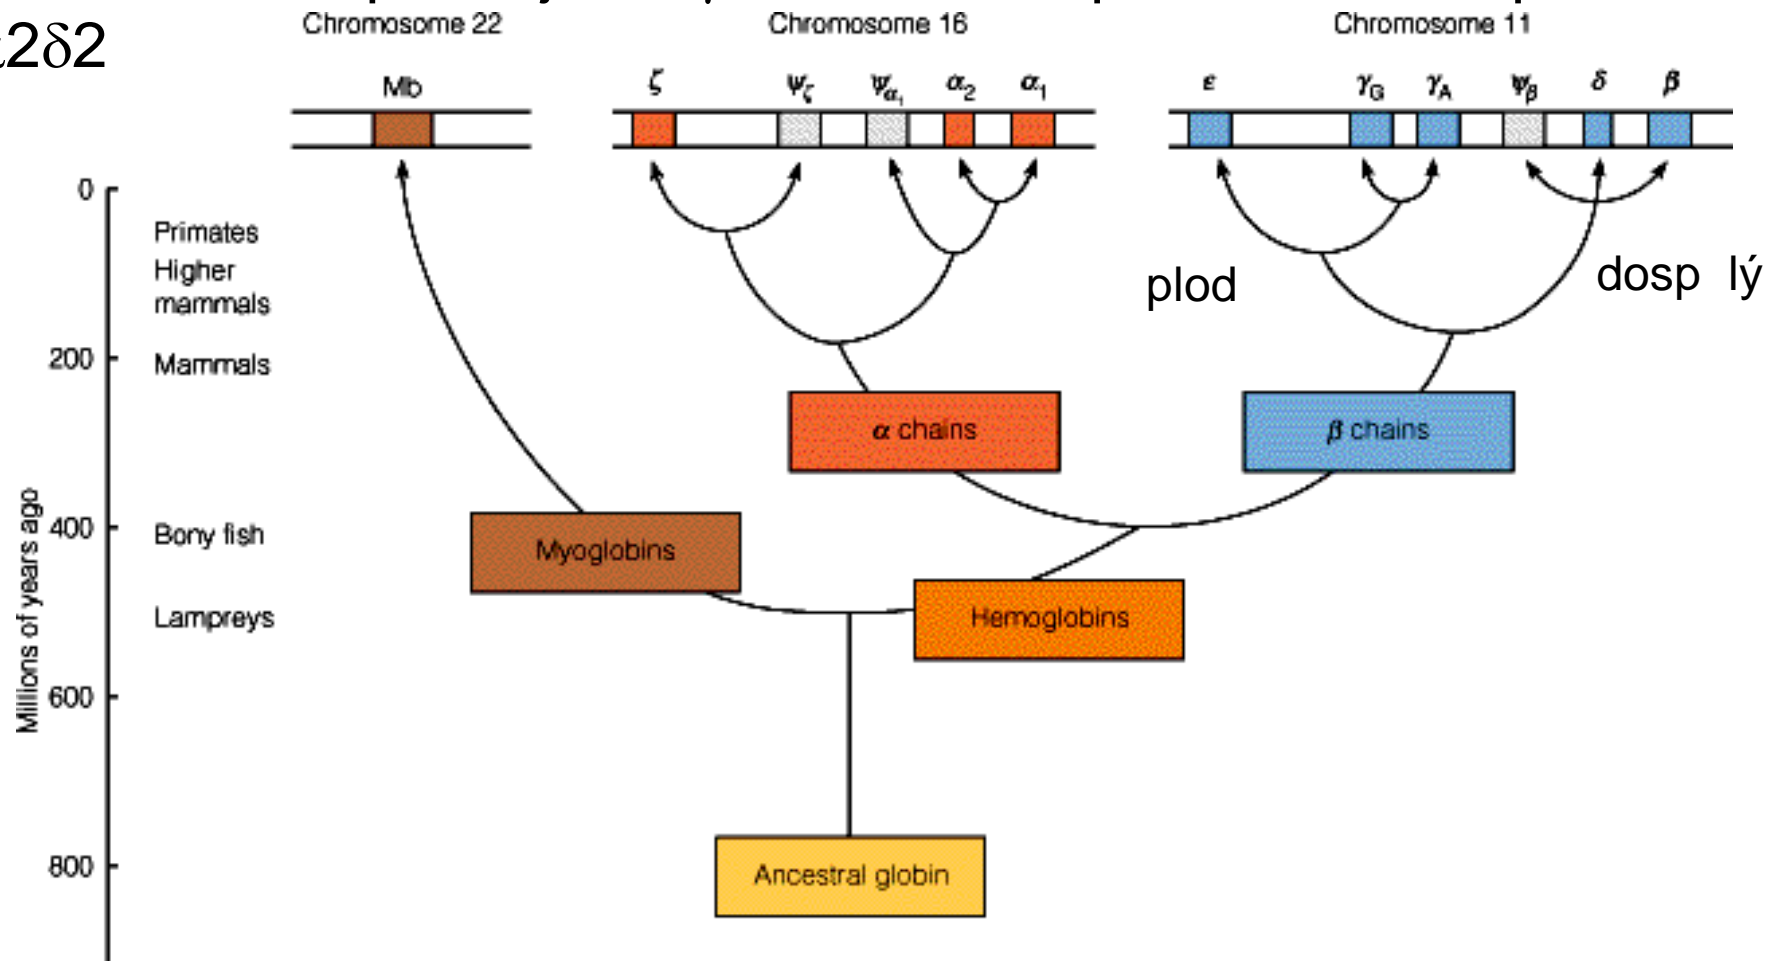 Chromosome 22
Chromosome 16
Chromosome 11
2δ2
Mb
ζ ψζ ψα1 α2 α1
ε γG γA ψβ δ β
0
Primates
Higher
mammals
plod
dosp lý
200
Mammals
α chains
β chains
Millions of years ago
400
Bony fish
Myoglobins
Lampreys
Hemoglobins
600
800
Ancestral globin